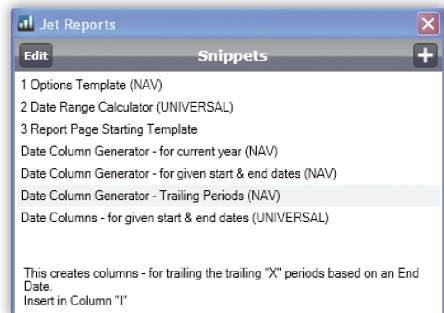 Jet Reports
Edit Snippets +
1 Options Template (NAV)
2 Date Range Calculator (UNIVERSAL)
3 Report Page Starting Template
Date Column Generator - for current year (NAV)
Date Column Generator - for given start & end dates (NAV)
Date Column Generator - Trailing Periods (NAV)
Date Columns - for given start & end dates (UNIVERSAL)
This creates columns - for trailing the trailing "X" periods based on an End
Date.
Insert in Column "I"